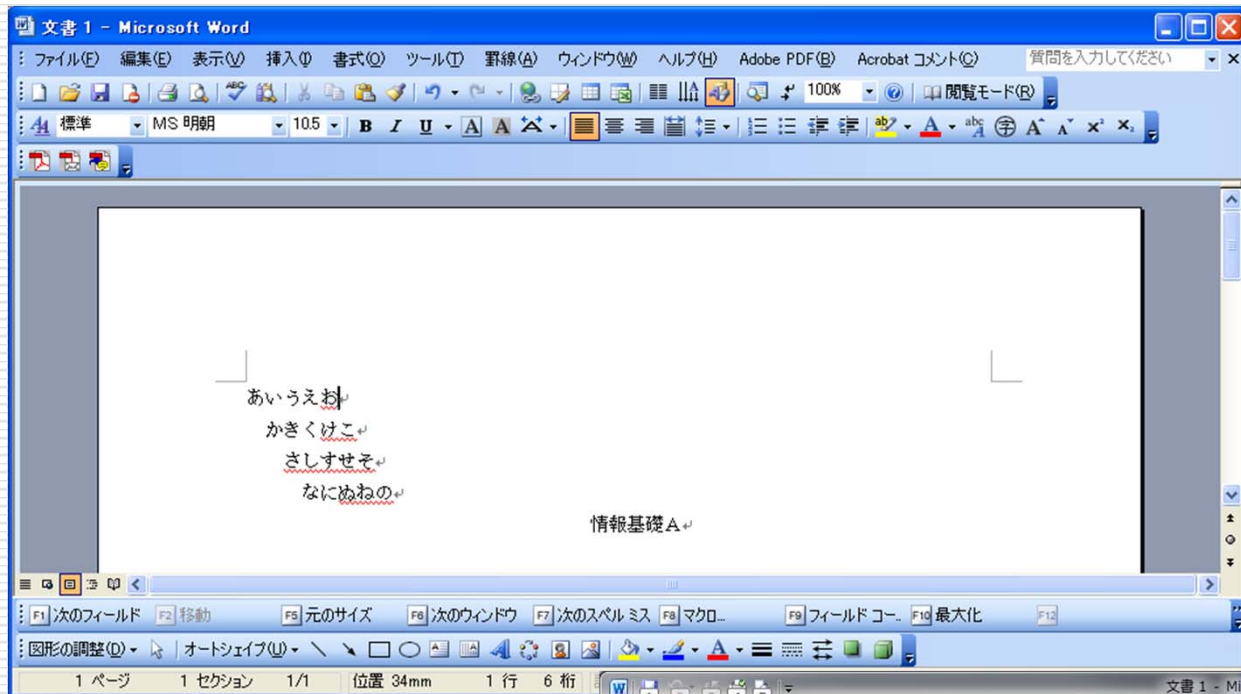 文書 1 - Microsoft Word
ファイル(F) 編集(E) 表示(V) 挿入(I) 書式(O) ツール(T) 罫線(A) ウィンドウ(W) ヘルプ(H) Adobe PDF(B) Acrobat コメント(C) 質問を入力してください
100% 閲覧モード(R)
標準 MS 明朝 10.5 B I U A A
あいうえお
かきくけこ
さしすせそ
なにぬねの
情報基礎A
F1 次のフィールド F2 移動 F5 元のサイズ F6 次のウィンドウ F7 次のスペル ミス F8 マクロ... F9 フィールド コー.. F10 最大化 F12
図形の調整(D) オートシェイプ(U)
1 ページ 1 セクション 1/1 位置 34mm 1 行 6 桁
文書 1 - Mi